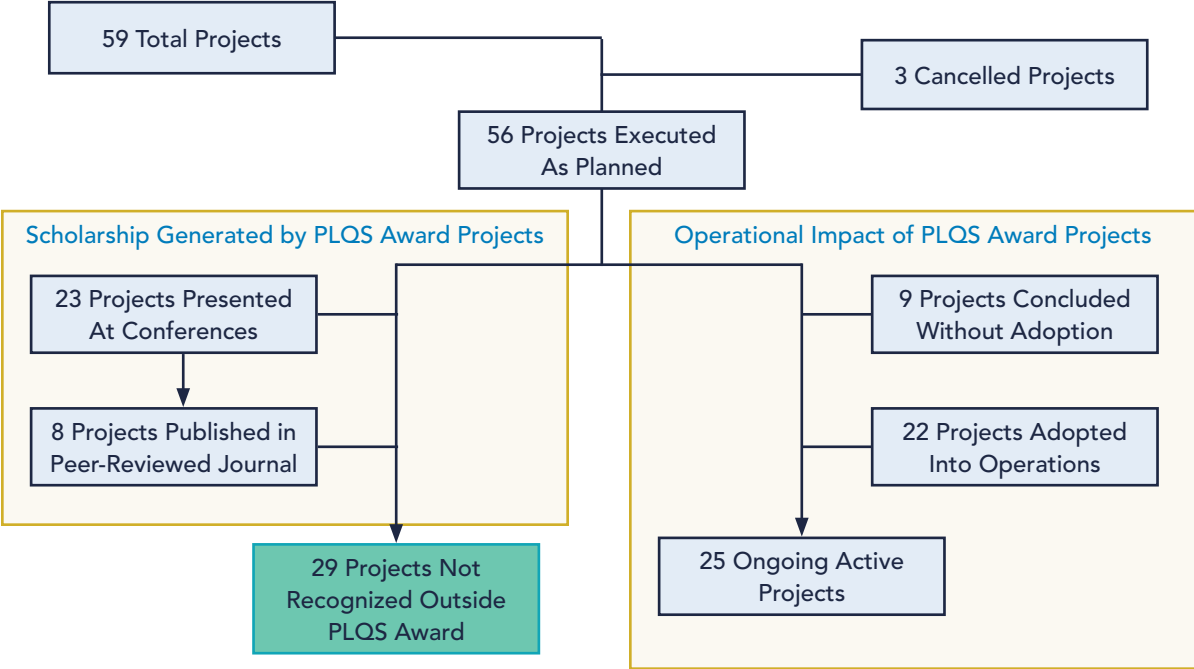 59 Total Projects
3 Cancelled Projects
56 Projects Executed
As Planned
Scholarship Generated by PLQS Award Projects
23 Projects Presented
At Conferences
8 Projects Published in
Peer-Reviewed Journal
29 Projects Not
Recognized Outside
PLQS Award
Operational Impact of PLQS Award Projects
9 Projects Concluded
Without Adoption
22 Projects Adopted
Into Operations
25 Ongoing Active
Projects